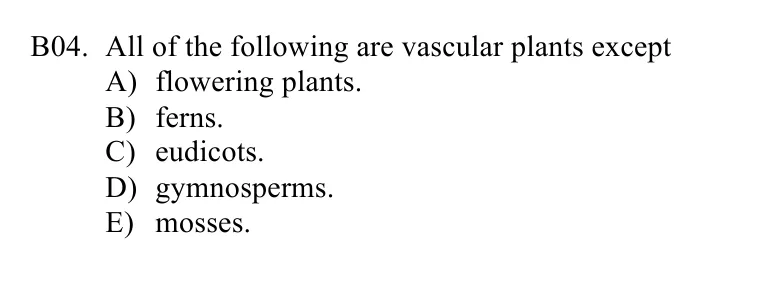 B04. All of the following are vascular plants except
A) flowering plants.
B) ferns.
C) eudicots.
D) gymnosperms.
E) mosses.